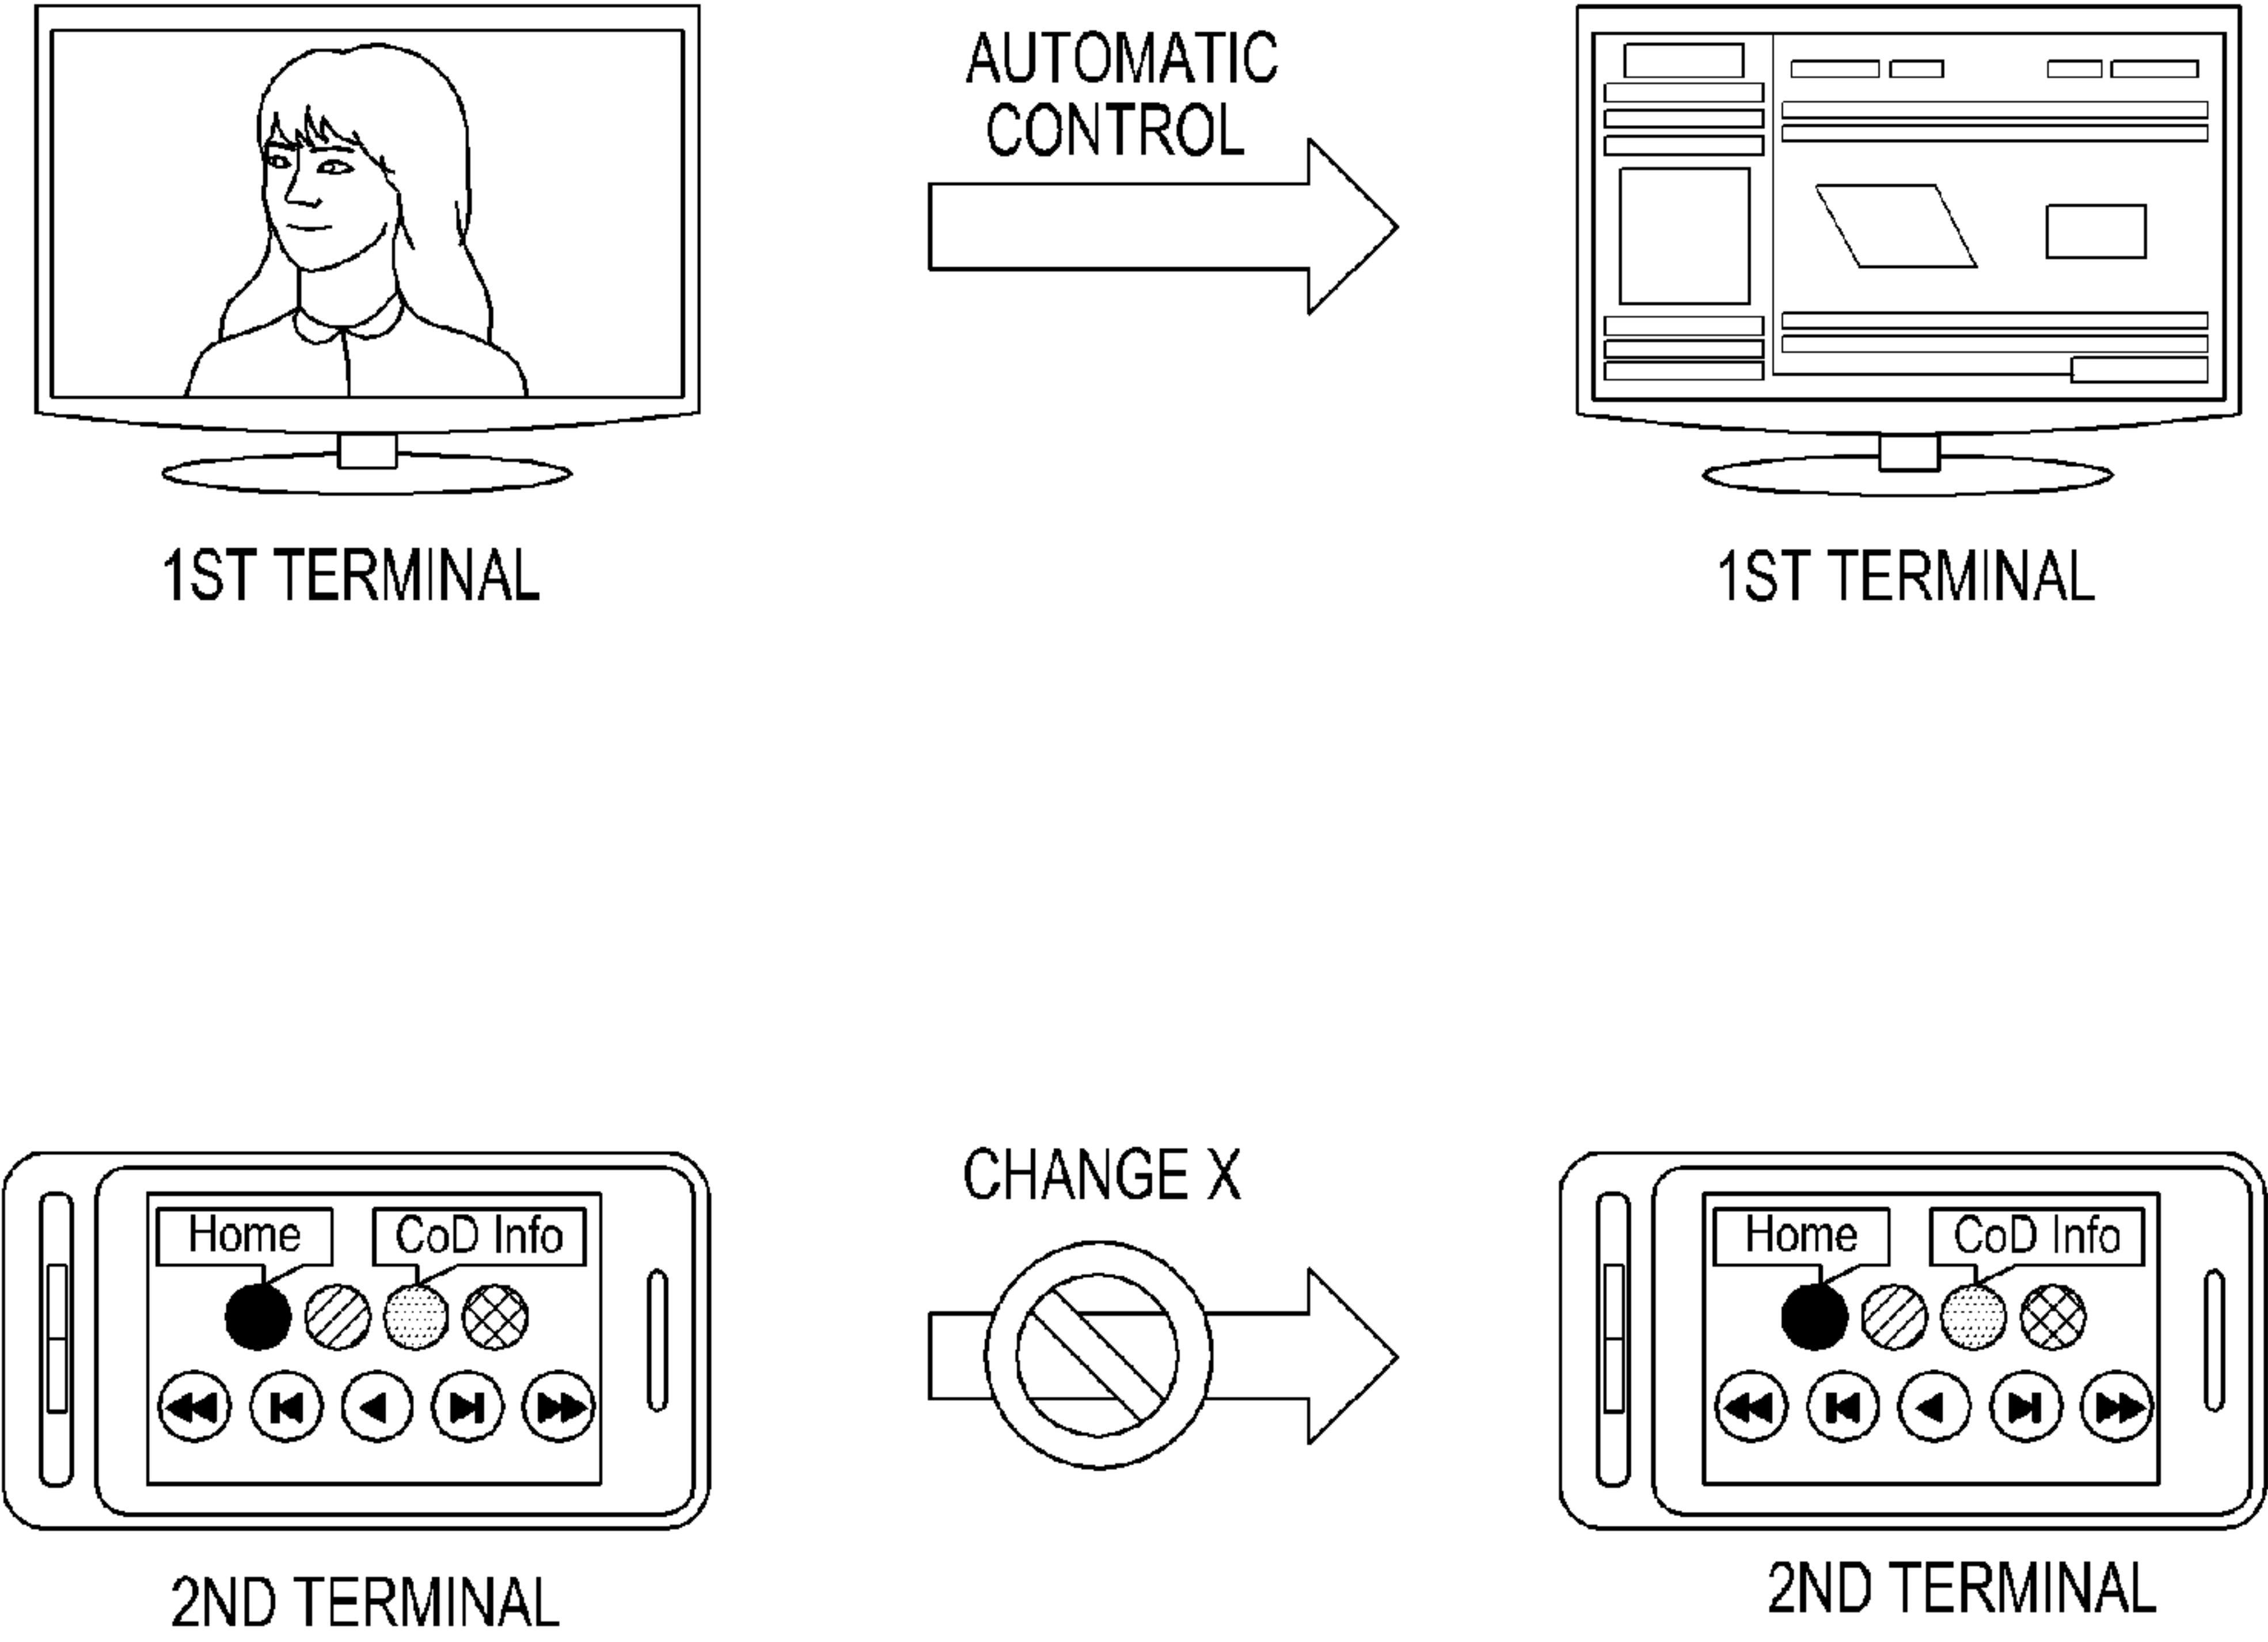 AUTOMATIC
CONTROL
1ST TERMINAL
1ST TERMINAL
CHANGE X
Home
CoD Info
Home
CoD Info
2ND TERMINAL
2ND TERMINAL